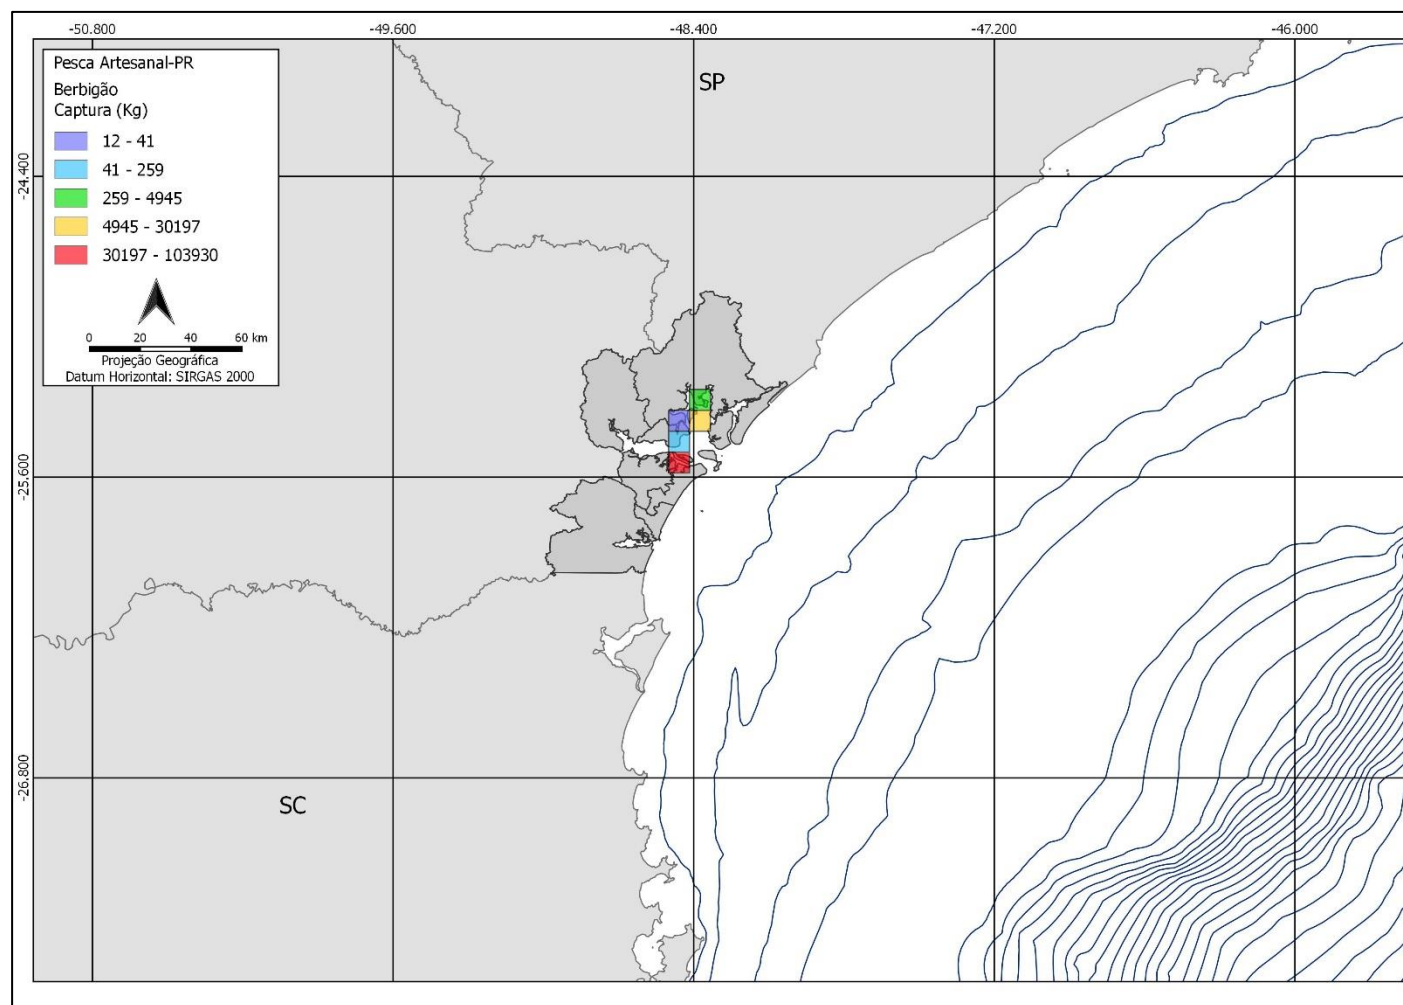 -50.800 -49.600 -48.400 -47.200 -46.000
Pesca Artesanal-PR
Berbigão
Captura (Kg)
12 - 41
41 - 259
259 - 4945
4945 - 30197
30197 - 103930
0 20 40 60 km
Projeção Geográfica
Datum Horizontal: SIRGAS 2000
SP
-24.400
-25.600
-26.800
SC